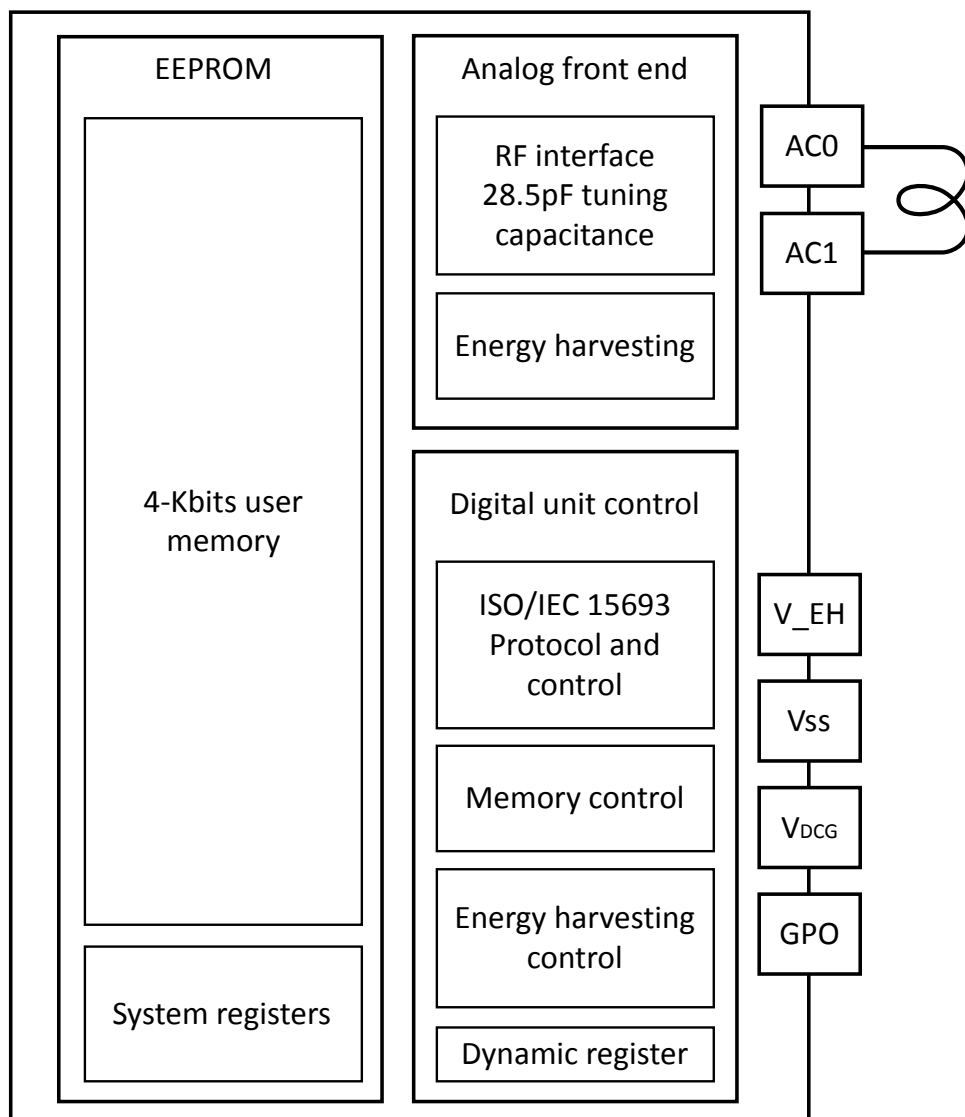 EEPROM
4-Kbits user
memory
System registers
Analog front end
RF interface
28.5pF tuning
capacitance
Energy harvesting
Digital unit control
ISO/IEC 15693
Protocol and
control
Memory control
Energy harvesting
control
Dynamic register
AC0
AC1
V_EH
Vss
VDCG
GPO